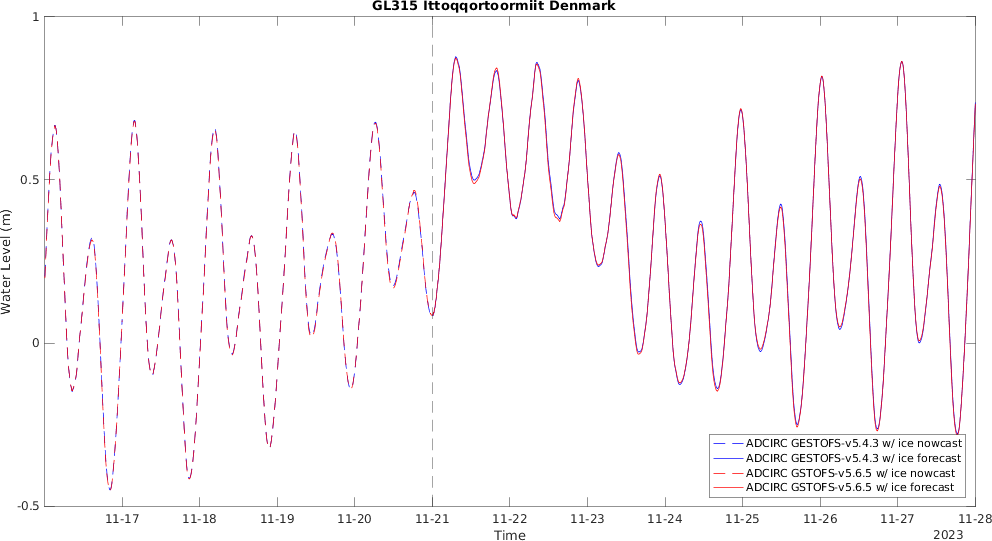 GL315 Ittoqqortoormiit Denmark
1
0.5
0
-0.5
Water Level (m)
11-17 11-18 11-19 11-20 11-21 11-22 11-23 11-24 11-25 11-26 11-27 11-28
Time
2023
ADCIRC GESTOFS-v5.4.3 w/ ice nowcast
ADCIRC GESTOFS-v5.4.3 w/ ice forecast
ADCIRC GSTOFS-v5.6.5 w/ ice nowcast
ADCIRC GSTOFS-v5.6.5 w/ ice forecast